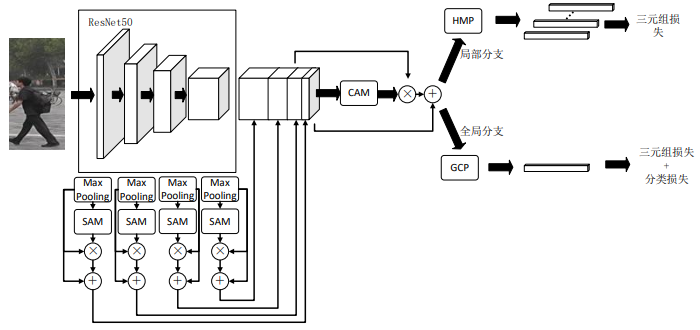 ResNet50
HMP
三元组损
失
局部分支
CAM
×
+
全局分支
GCP
三元组损失
+
分类损失
Max
Pooling
Max
Pooling
Max
Pooling
Max
Pooling
SAM
SAM
SAM
SAM
×
×
×
×
+
+
+
+